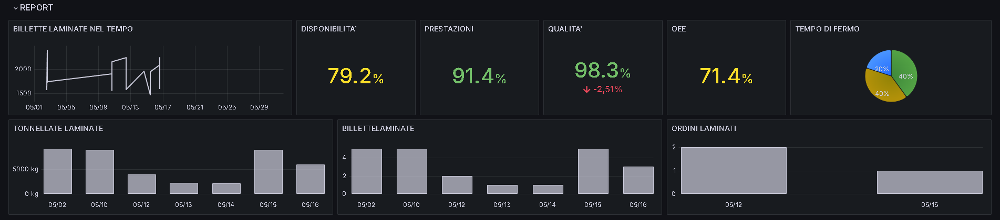 REPORT
BILLETTE LAMINATE NEL TEMPO
2000
1500
05/01 05/05 05/09 05/13 05/17 05/21 05/25 05/29
DISPONIBILITA'
79.2%
PRESTAZIONI
91.4%
QUALITA'
98.3%
-2,51%
OEE
71.4%
TEMPO DI FERMO
20%
40%
40%
TONNELLATE LAMINATE
5000 kg
0 kg
05/02 05/10 05/12 05/13 05/14 05/15 05/16
BILLETTELAMINATE
4
2
0
05/02 05/10 05/12 05/13 05/14 05/15 05/16
ORDINI LAMINATI
2
1
0
05/12 05/15